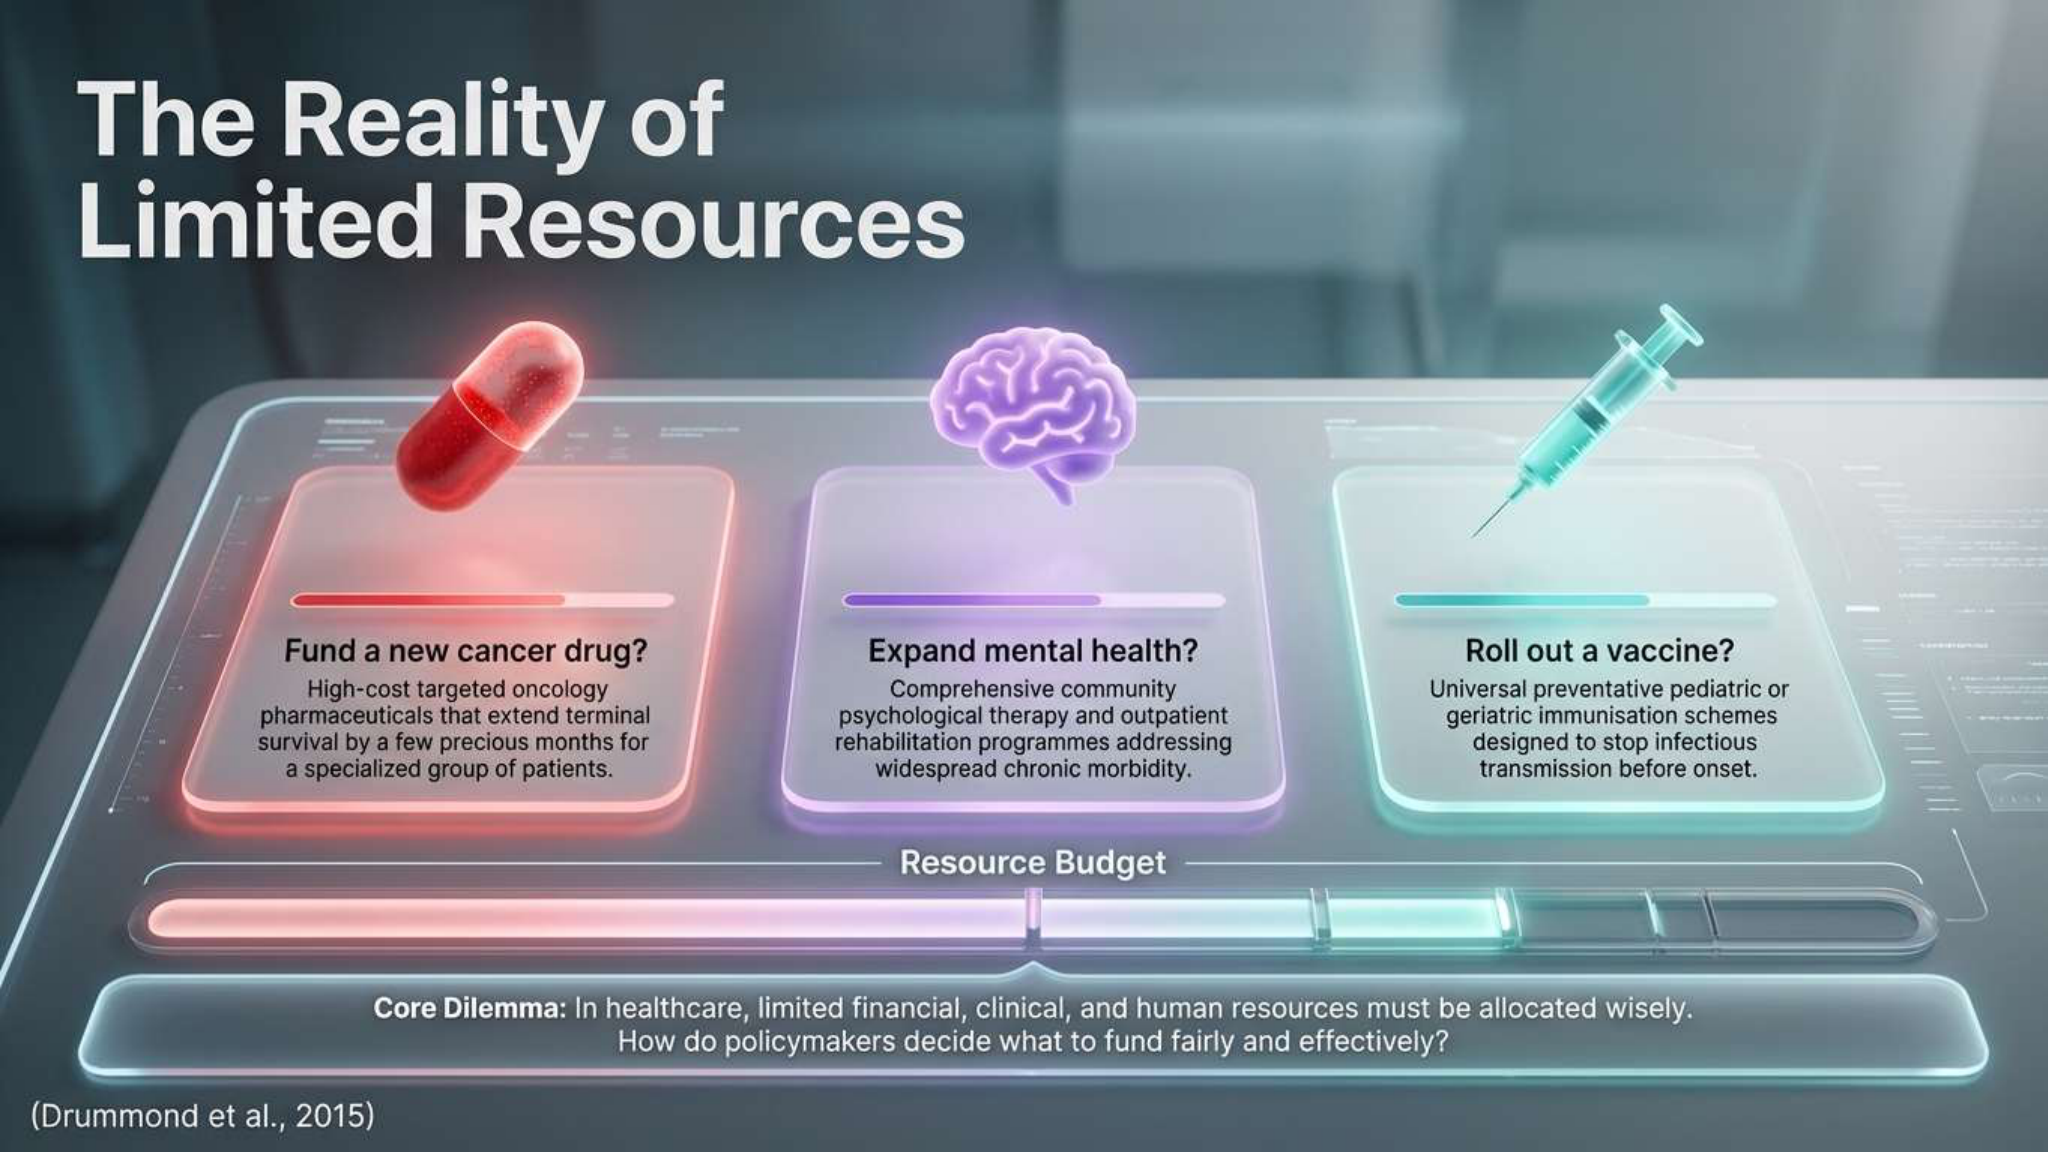 The Reality of
Limited Resources
Fund a new cancer drug?
High-cost targeted oncology
pharmaceuticals that extend terminal
survival by a few precious months for
a specialized group of patients.
Expand mental health?
Comprehensive community
psychological therapy and outpatient
rehabilitation programmes addressing
widespread chronic morbidity.
Roll out a vaccine?
Universal preventative pediatric or
geriatric immunisation schemes
designed to stop infectious
transmission before onset.
Resource Budget
Core Dilemma: In healthcare, limited financial, clinical, and human resources must be allocated wisely.
How do policymakers decide what to fund fairly and effectively?
(Drummond et al., 2015)